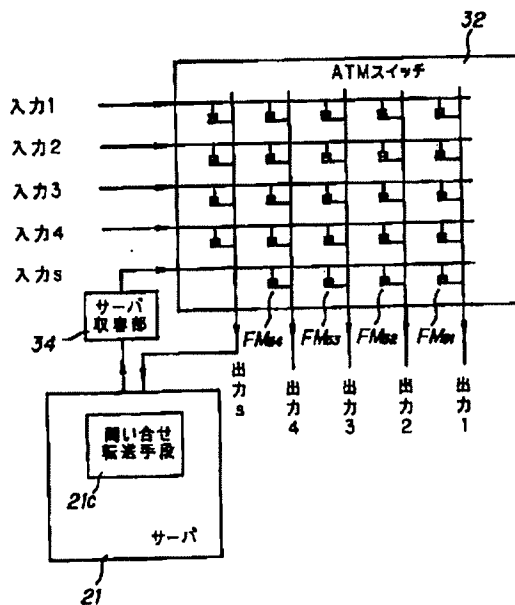 32
ATMスイッチ
入力1
入力2
入力3
入力4
入力s
サーバ
収容部
34
FMS4
FMS3
FMS2
FMS1
出力s
出力4
出力3
出力2
出力1
問い合せ
転送手段
21c
サーバ
21